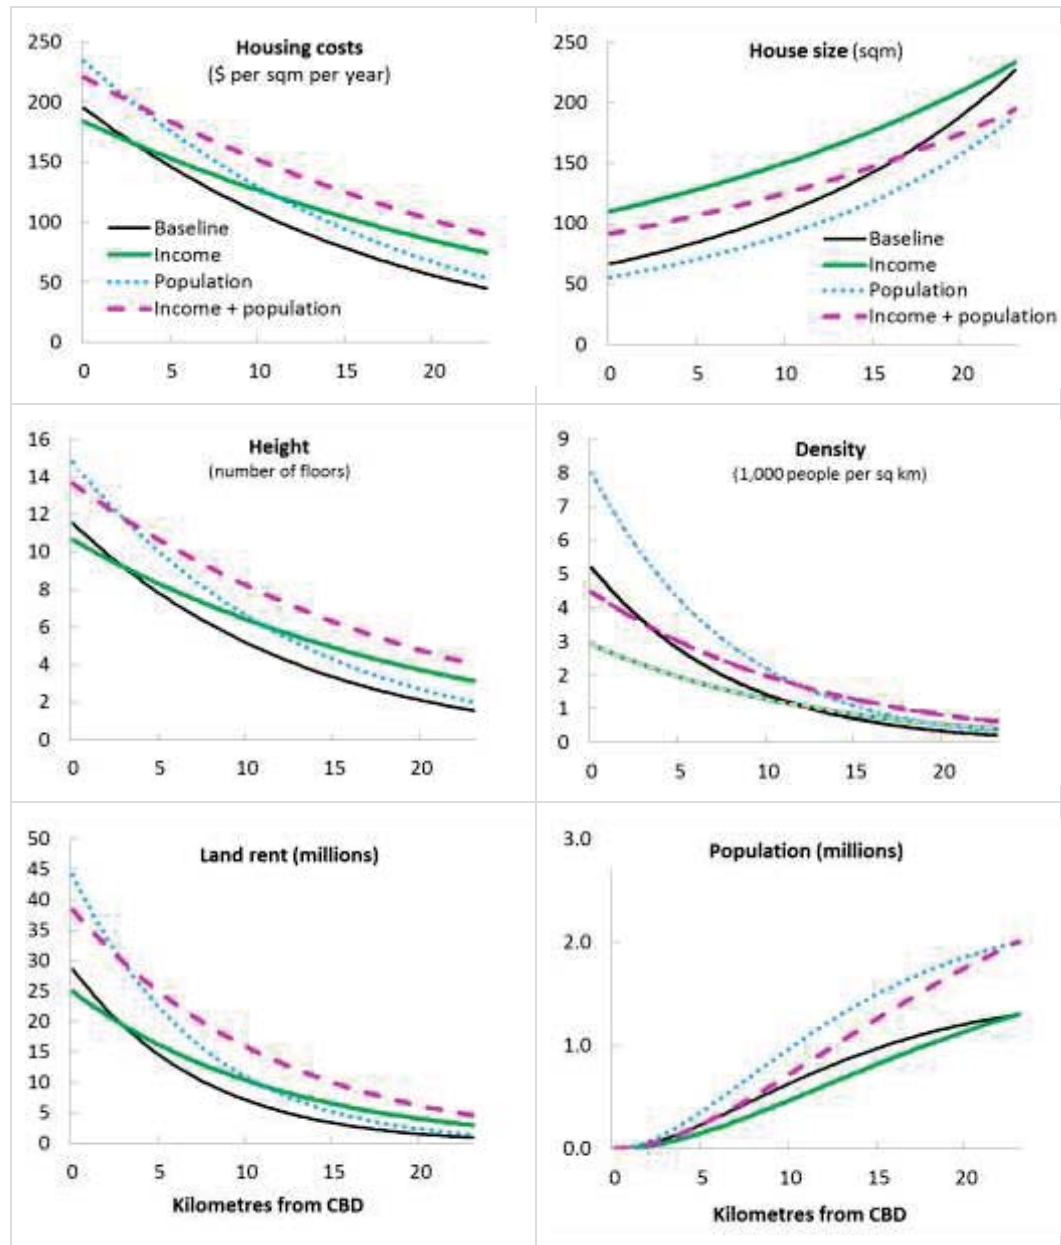 Housing costs
($ per sqm per year)
250
200
150
100
50
0
Baseline
Income
Population
Income + population
0 5 10 15 20
House size (sqm)
250
200
150
100
50
0
Baseline
Income
Population
Income + population
0 5 10 15 20
Height
(number of floors)
16
14
12
10
8
6
4
2
0
0 5 10 15 20
Density
(1,000 people per sq km)
9
8
7
6
5
4
3
2
1
0
0 5 10 15 20
Land rent (millions)
50
45
40
35
30
25
20
15
10
5
0
0 5 10 15 20
Kilometres from CBD
Population (millions)
3.0
2.0
1.0
0.0
0 5 10 15 20
Kilometres from CBD